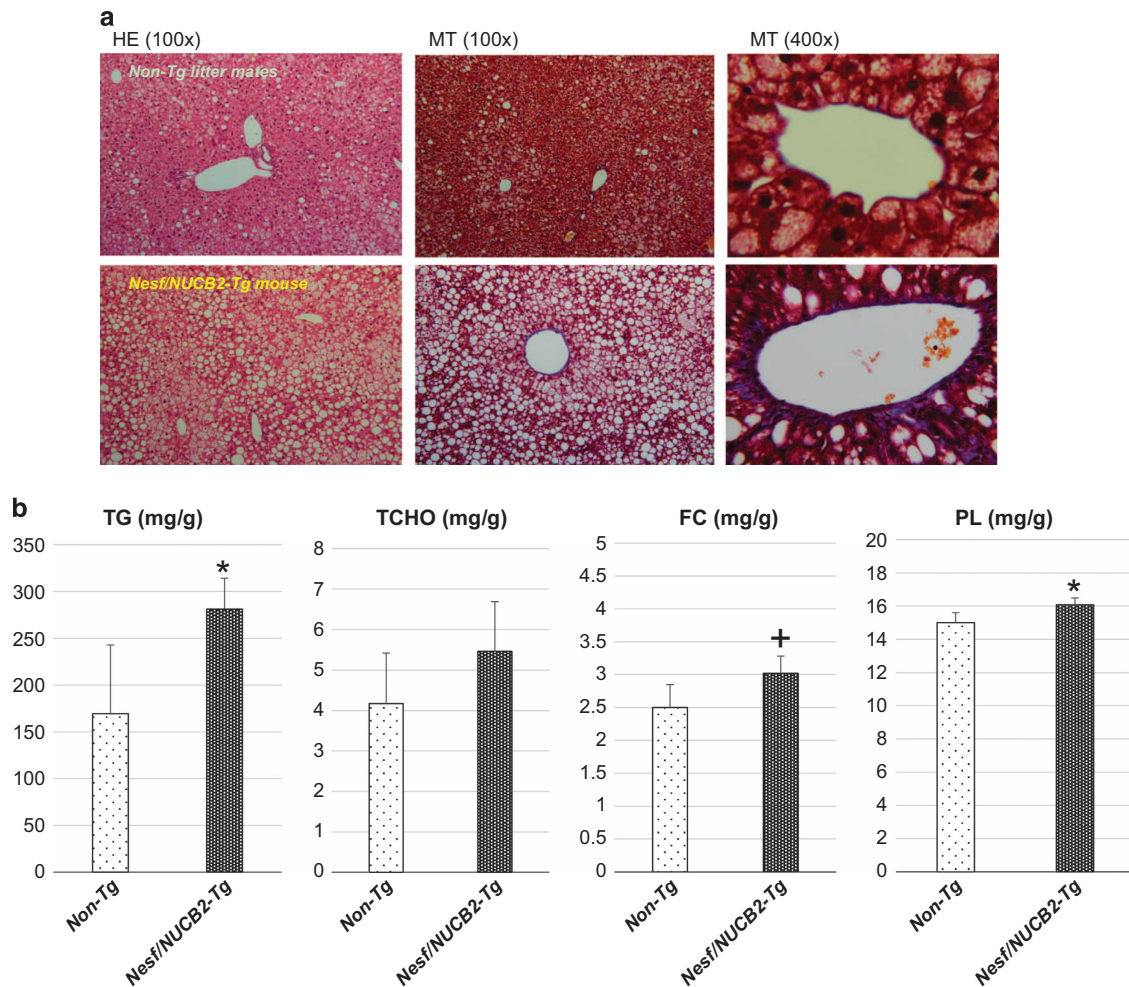 a
HE (100x)
MT (100x)
MT (400x)
Non-Tg litter mates
Nesf/NUCB2-Tg mouse
b
TG (mg/g)
350
300
250
200
150
100
50
0
*
Non-Tg
Nesf/NUCB2-Tg
TCHO (mg/g)
8
7
6
5
4
3
2
1
0
Non-Tg
Nesf/NUCB2-Tg
FC (mg/g)
5
4.5
4
3.5
3
2.5
2
1.5
1
0.5
0
+
Non-Tg
Nesf/NUCB2-Tg
PL (mg/g)
20
18
16
14
12
10
8
6
4
2
0
*
Non-Tg
Nesf/NUCB2-Tg